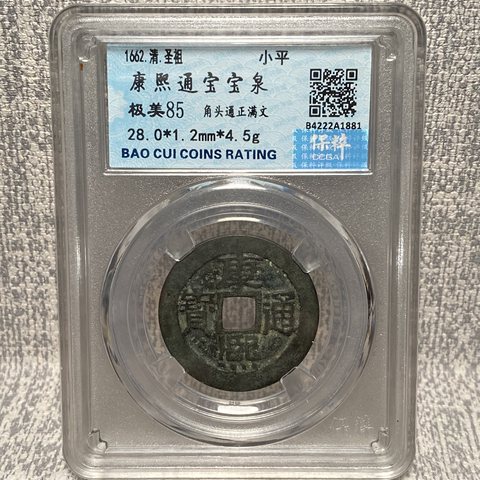 1662.清.圣祖 小平
康熙通宝宝泉
极美85 角头通正满文
28.0*1.2mm*4.5g
BAO CUI COINS RATING
B4222A1881
保粹
康熙通寶